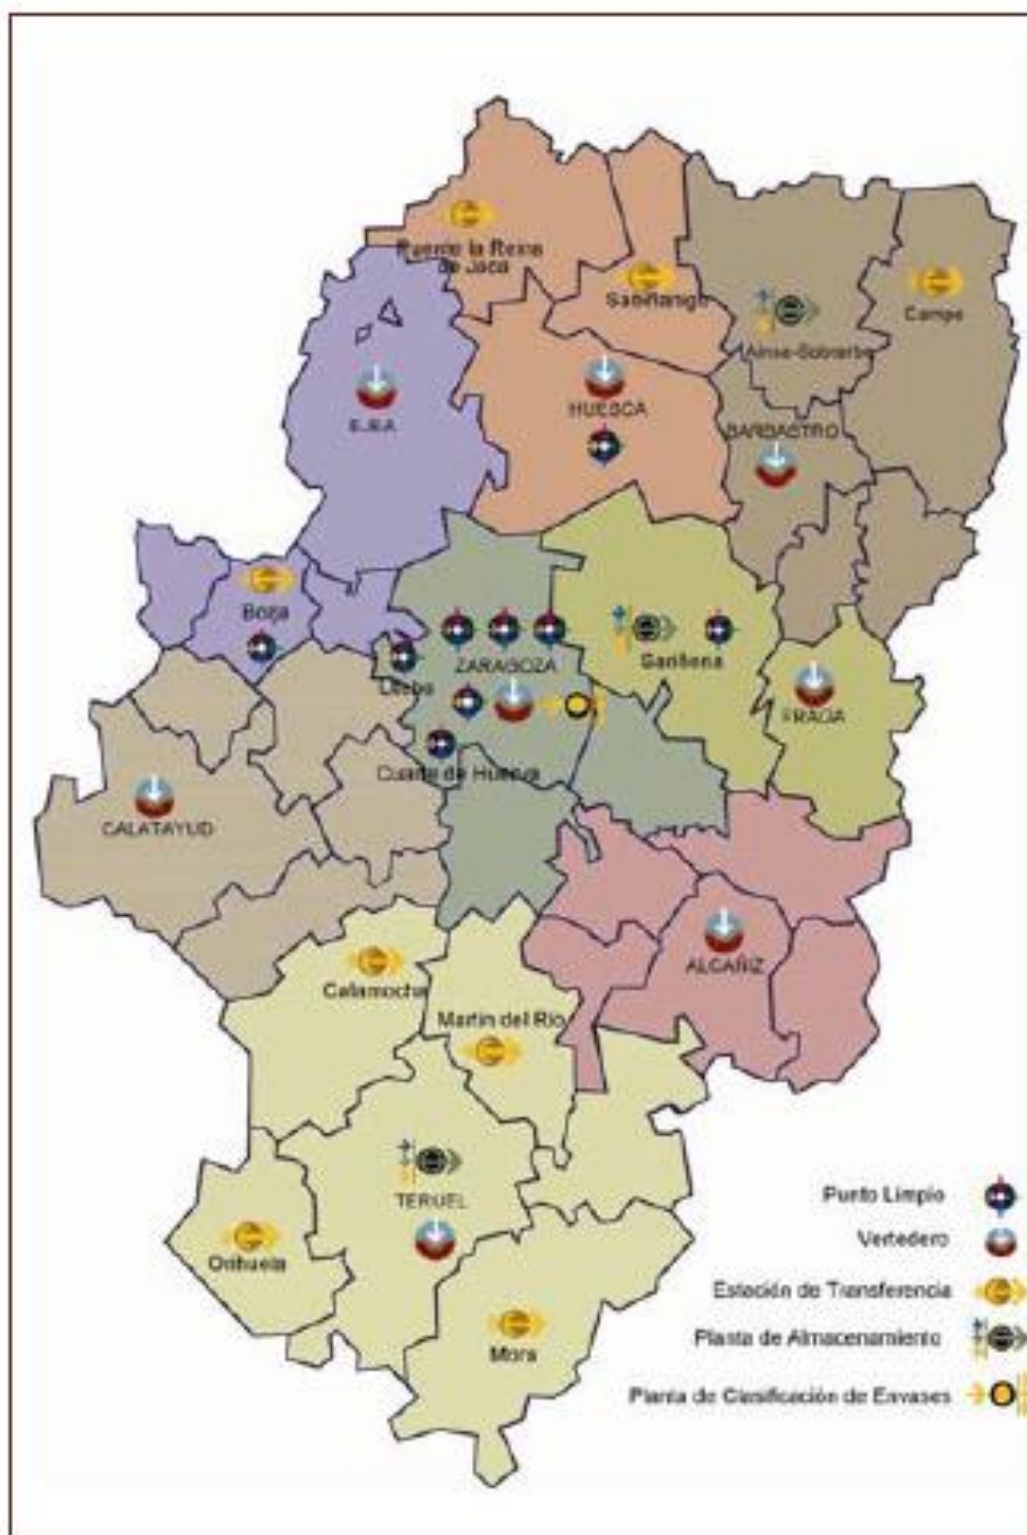 Puente la Reina
de Jaca
Sabiñanigo
Campo
Ainsa-Sobrarbe
EJEA
HUESCA
BARBASTRO
Borja
ZARAGOZA
Sariñena
FRAGA
Cuarte de Huerva
CALATAYUD
ALCAÑIZ
Calamocha
Martin del Rio
TERUEL
Orihuela
Mora
Punto Limpio
Vertedero
Estación de Transferencia
Planta de Almacenamiento
Planta de Clasificación de Envases